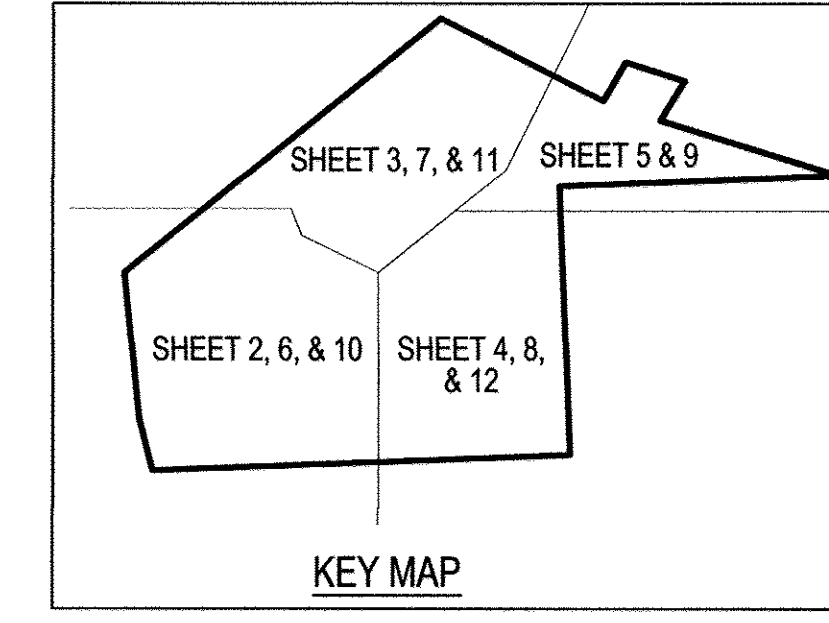 SHEET 3, 7, & 11
SHEET 5 & 9
SHEET 2, 6, & 10
SHEET 4, 8,
& 12
KEY MAP